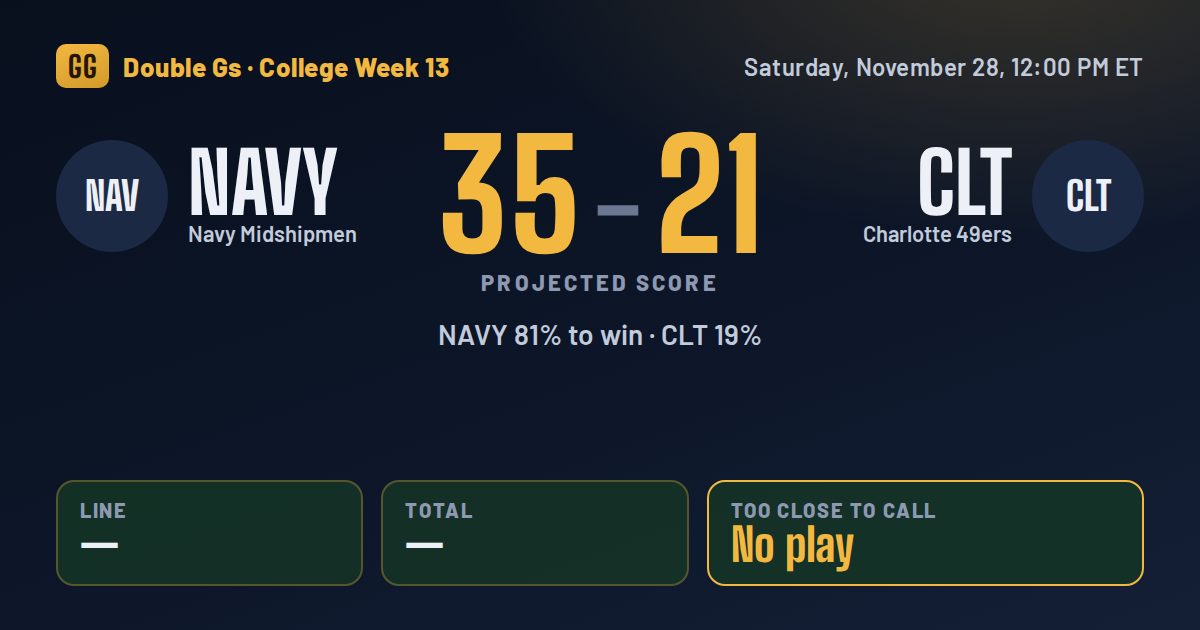 GG Double Gs · College Week 13
Saturday, November 28, 12:00 PM ET
NAV
NAVY
Navy Midshipmen
35 – 21
PROJECTED SCORE
NAVY 81% to win · CLT 19%
CLT
Charlotte 49ers
CLT
LINE
—
TOTAL
—
TOO CLOSE TO CALL
No play